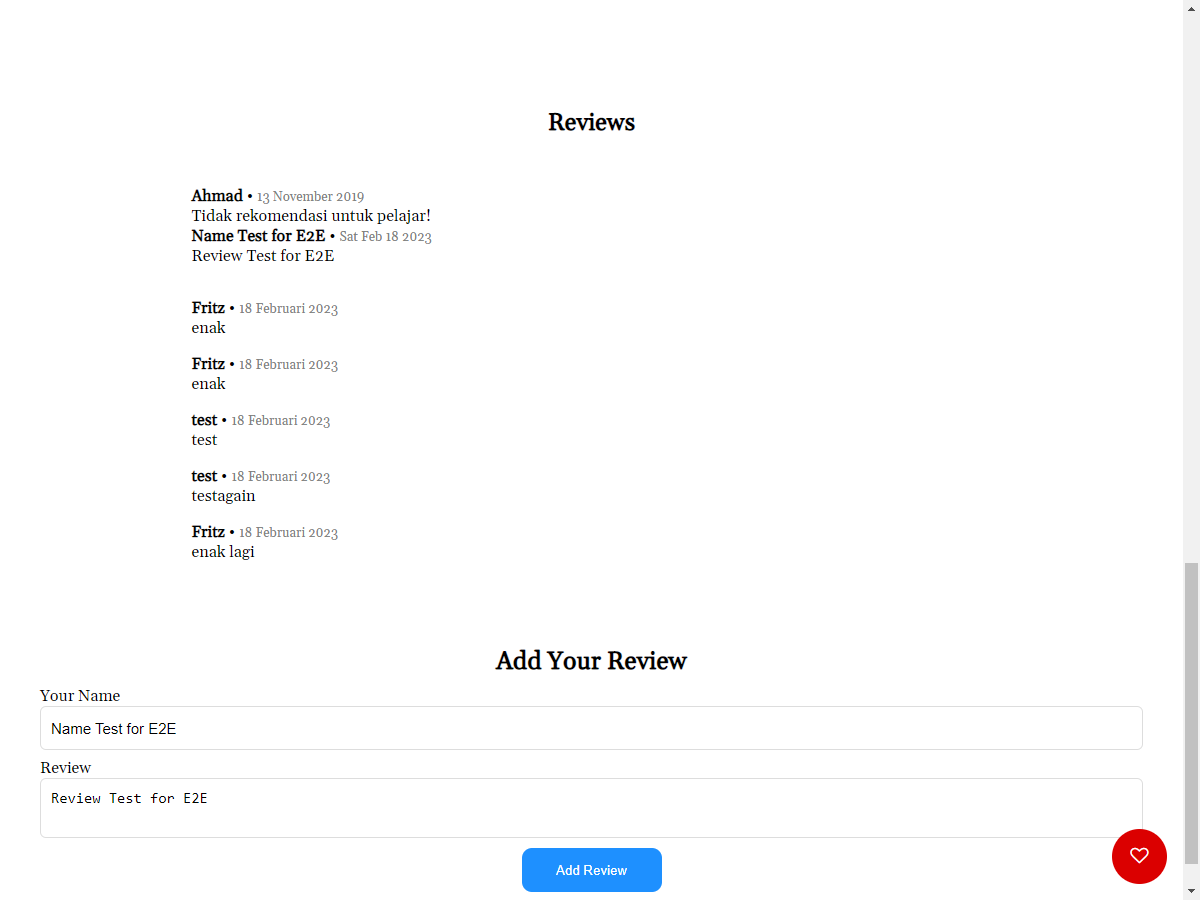 Reviews
Ahmad • 13 November 2019
Tidak rekomendasi untuk pelajar!
Name Test for E2E • Sat Feb 18 2023
Review Test for E2E
Fritz • 18 Februari 2023
enak
Fritz • 18 Februari 2023
enak
test • 18 Februari 2023
test
test • 18 Februari 2023
testagain
Fritz • 18 Februari 2023
enak lagi
Add Your Review
Your Name
Name Test for E2E
Review
Review Test for E2E
Add Review